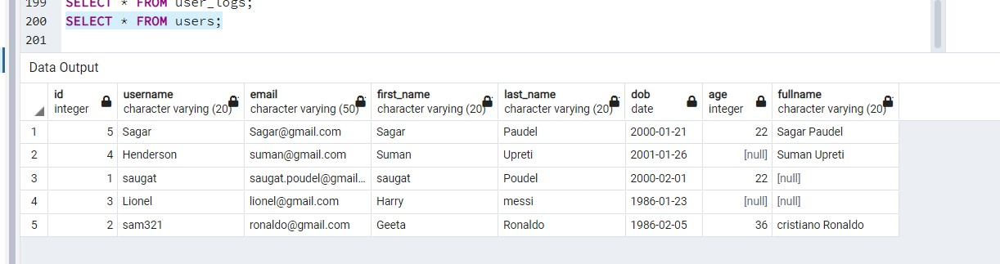 199 SELECT * FROM user_logs;
200 SELECT * FROM users;
201
Data Output
id username email first_name last_name dob age fullname
integer character varying (20) character varying (50) character varying (20) character varying (20) date integer character varying (20)
1 5 Sagar Sagar@gmail.com Sagar Paudel 2000-01-21 22 Sagar Paudel
2 4 Henderson suman@gmail.com Suman Upreti 2001-01-26 [null] Suman Upreti
3 1 saugat saugat.poudel@gmail... saugat Poudel 2000-02-01 22 [null]
4 3 Lionel lionel@gmail.com Harry messi 1986-01-23 [null] [null]
5 2 sam321 ronaldo@gmail.com Geeta Ronaldo 1986-02-05 36 cristiano Ronaldo